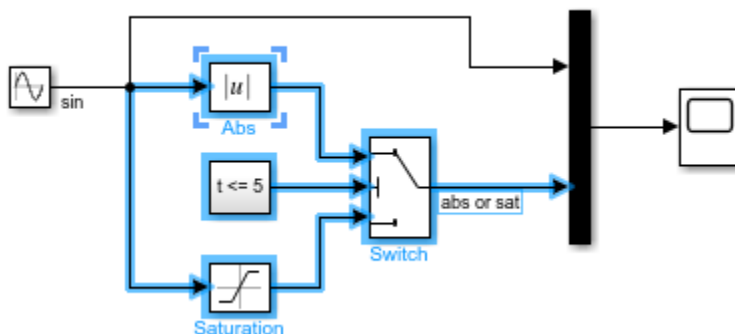 sin
|u|
Abs
t <= 5
abs or sat
Switch
Saturation